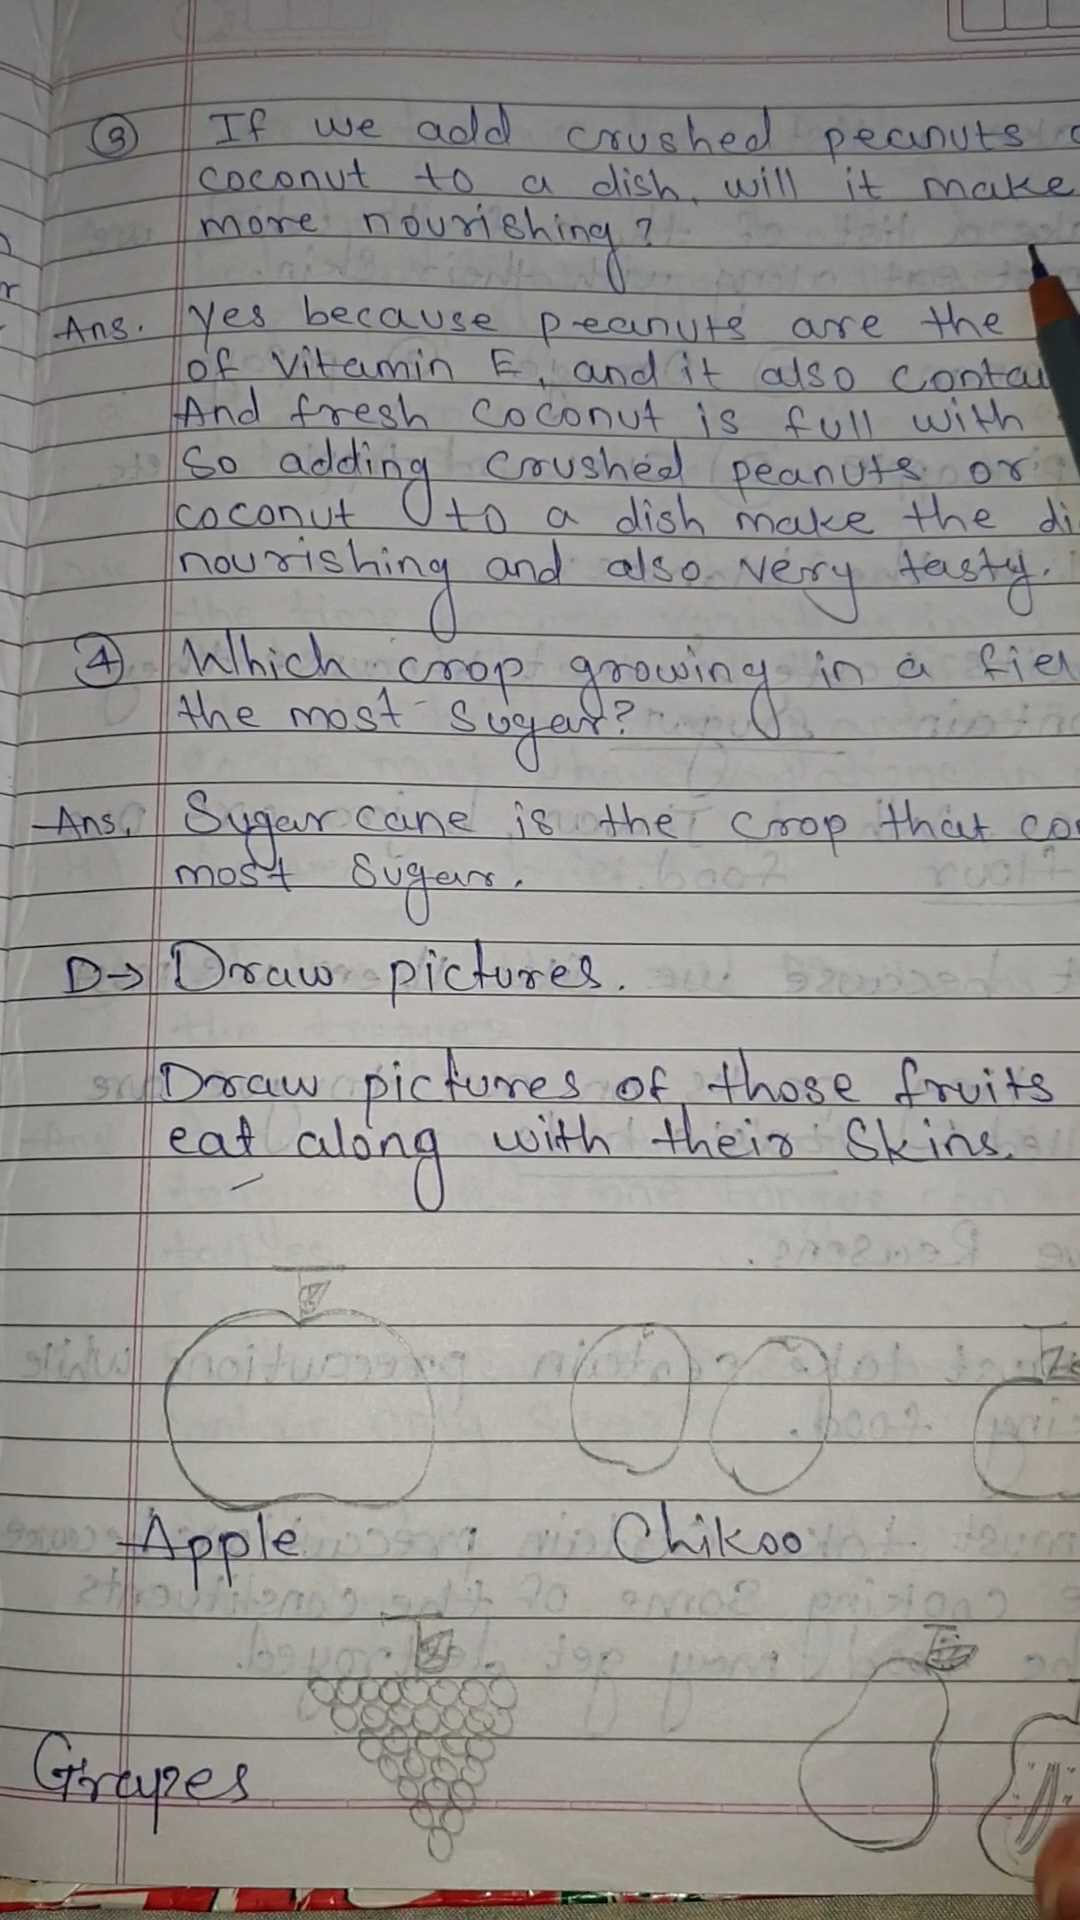 ③ If we add crushed peanuts
coconut to a dish, will it make
more nourishing?
Ans. Yes because peanuts are the
of Vitamin E, and it also
And fresh coconut is full with
So adding crushed peanuts or
coconut to a dish make the
nourishing and also very tasty.
④ Which crop growing in a
the most sugar?
Ans. Sugar cane is the crop that
most sugar.
D→ Draw pictures.
Draw pictures of those fruits
eat along with their skins.
Apple Chikoo
Grapes